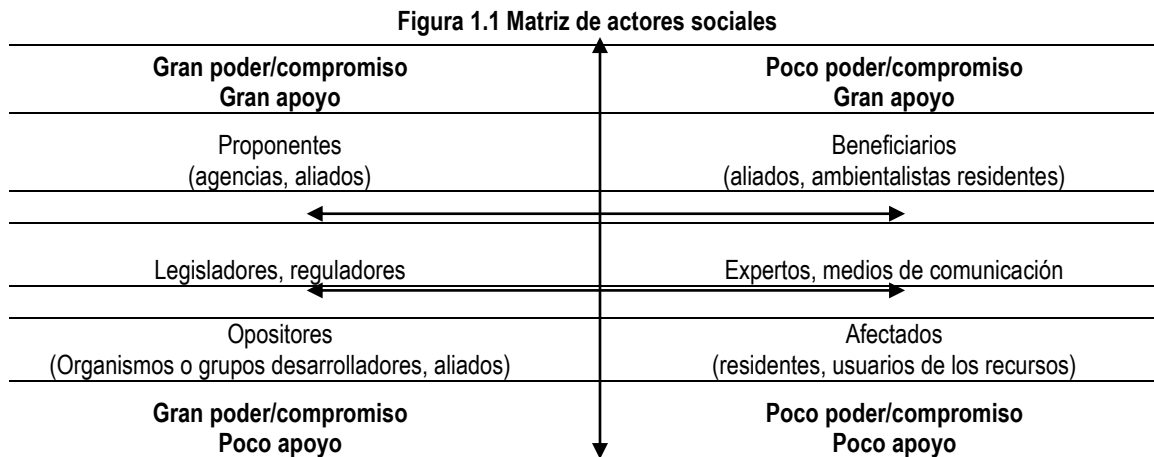 Figura 1.1 Matriz de actores sociales
Gran poder/compromiso
Gran apoyo
Poco poder/compromiso
Gran apoyo
Proponentes
(agencias, aliados)
Beneficiarios
(aliados, ambientalistas residentes)
Legisladores, reguladores
Expertos, medios de comunicación
Opositores
(Organismos o grupos desarrolladores, aliados)
Afectados
(residentes, usuarios de los recursos)
Gran poder/compromiso
Poco apoyo
Poco poder/compromiso
Poco apoyo